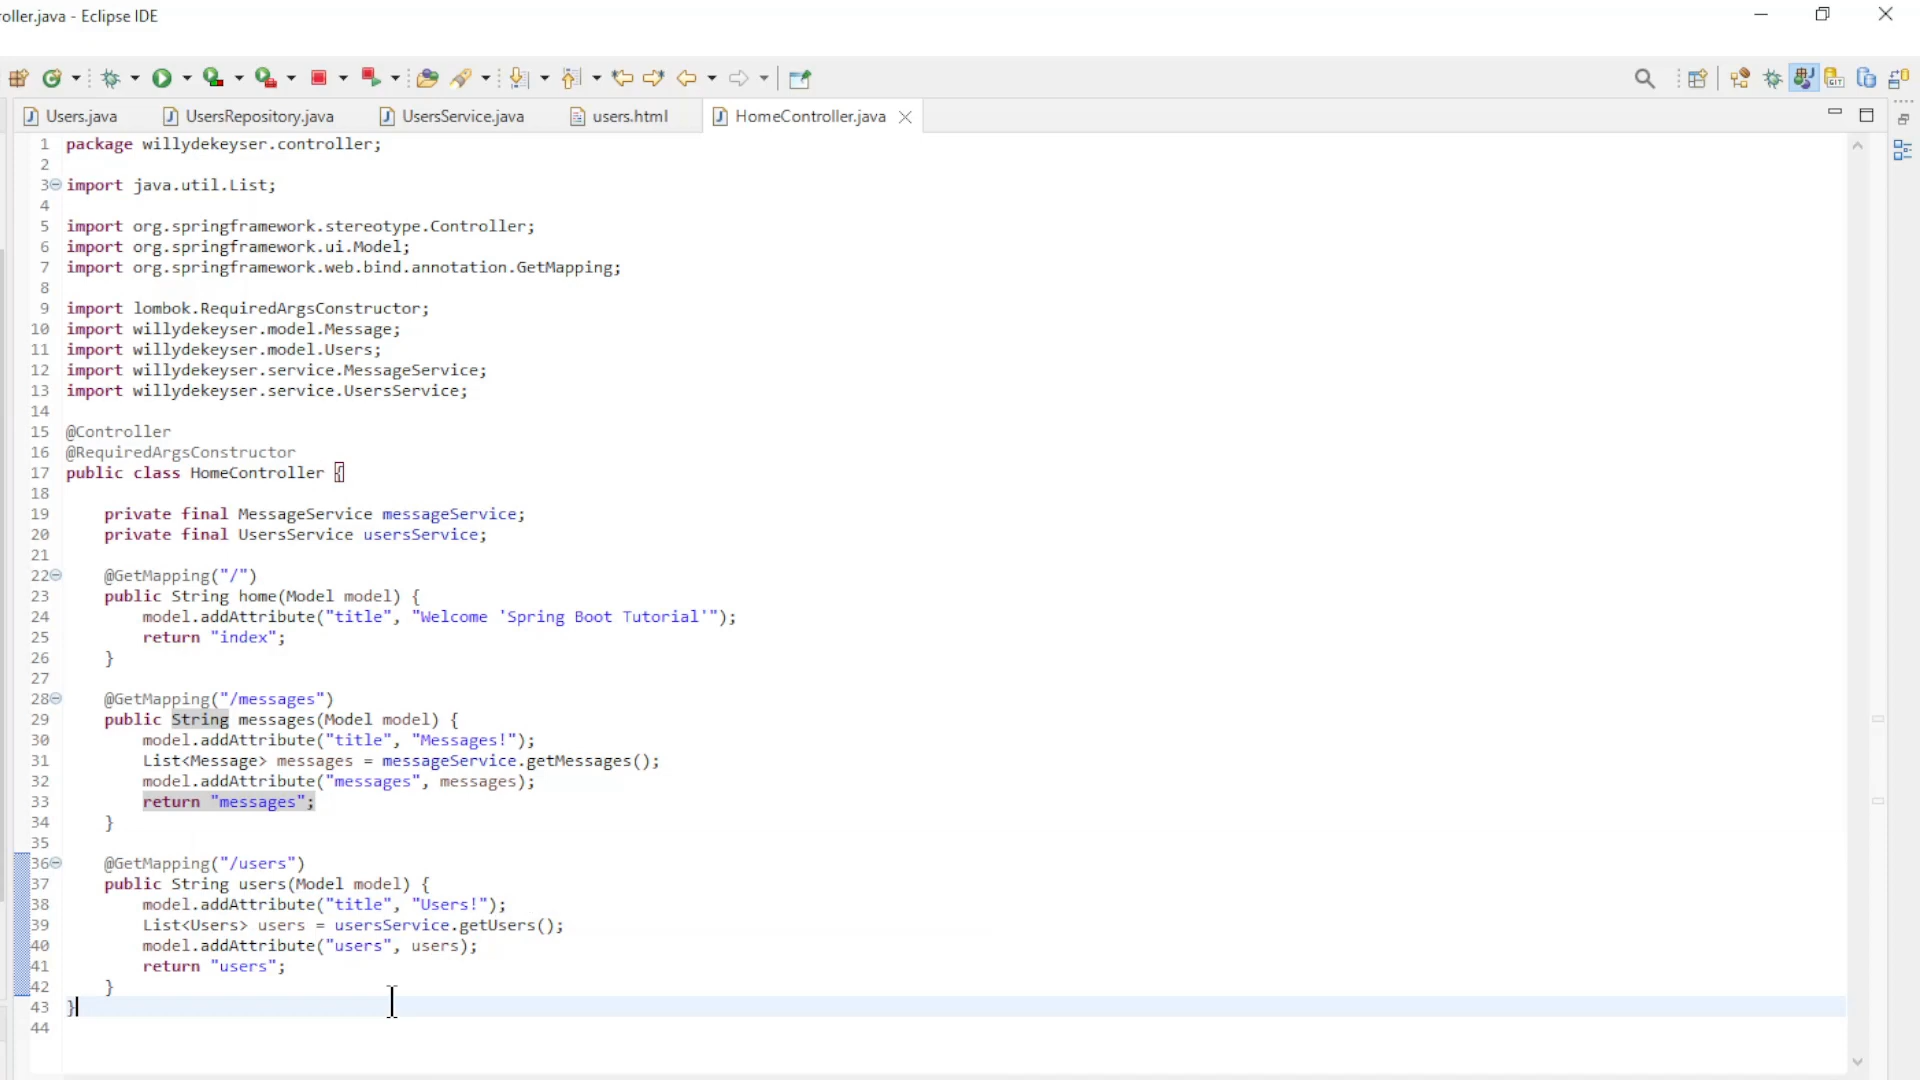 oller.java - Eclipse IDE
Users.java UsersRepository.java UsersService.java users.html HomeController.java
1 package willydekeyser.controller;
2
3 import java.util.List;
4
5 import org.springframework.stereotype.Controller;
6 import org.springframework.ui.Model;
7 import org.springframework.web.bind.annotation.GetMapping;
8
9 import lombok.RequiredArgsConstructor;
10 import willydekeyser.model.Message;
11 import willydekeyser.model.Users;
12 import willydekeyser.service.MessageService;
13 import willydekeyser.service.UsersService;
14
15 @Controller
16 @RequiredArgsConstructor
17 public class HomeController {
18
19     private final MessageService messageService;
20     private final UsersService usersService;
21
22     @GetMapping("/")
23     public String home(Model model) {
24         model.addAttribute("title", "Welcome 'Spring Boot Tutorial'");
25         return "index";
26     }
27
28     @GetMapping("/messages")
29     public String messages(Model model) {
30         model.addAttribute("title", "Messages!");
31         List<Message> messages = messageService.getMessages();
32         model.addAttribute("messages", messages);
33         return "messages";
34     }
35
36     @GetMapping("/users")
37     public String users(Model model) {
38         model.addAttribute("title", "Users!");
39         List<Users> users = usersService.getUsers();
40         model.addAttribute("users", users);
41         return "users";
42     }
43 }
44